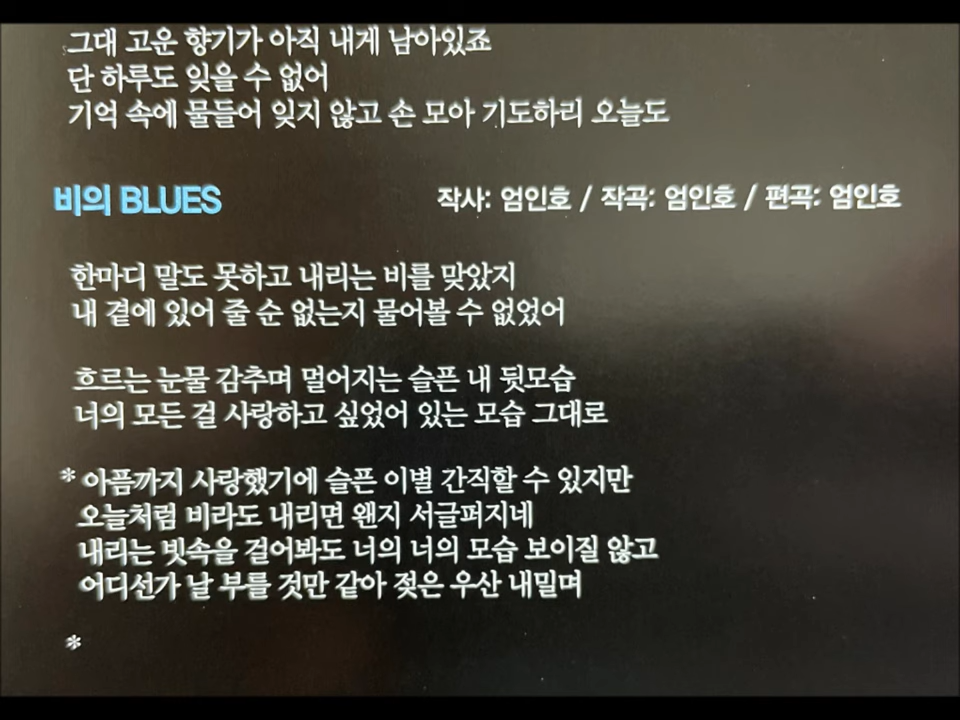 그대 고운 향기가 아직 내게 남아있죠
단 하루도 잊을 수 없어
기억 속에 물들어 잊지 않고 손 모아 기도하리 오늘도
비의 BLUES
작사: 엄인호 / 작곡: 엄인호 / 편곡: 엄인호
한마디 말도 못하고 내리는 비를 맞았지
내 곁에 있어 줄 순 없는지 물어볼 수 없었어
흐르는 눈물 감추며 멀어지는 슬픈 내 뒷모습
너의 모든 걸 사랑하고 싶었어 있는 모습 그대로
* 아픔까지 사랑했기에 슬픈 이별 간직할 수 있지만
오늘처럼 비라도 내리면 왠지 서글퍼지네
내리는 빗속을 걸어봐도 너의 너의 모습 보이질 않고
어디선가 날 부를 것만 같아 젖은 우산 내밀며
*